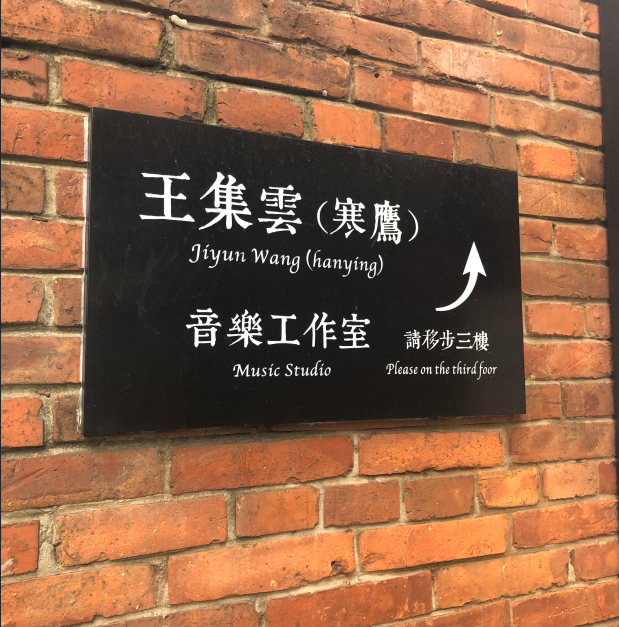 王集雲（寒鷹）
Jiyun Wang (hanying)
音樂工作室
Music Studio
請移步三樓
Please on the third foor